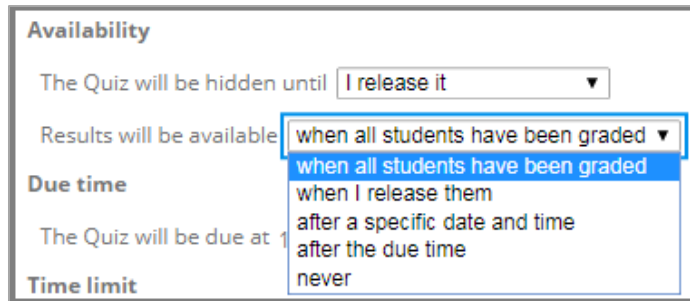 Availability
The Quiz will be hidden until I release it
Results will be available when all students have been graded
when all students have been graded
when I release them
Due time
after a specific date and time
The Quiz will be due at 1
after the due time
never
Time limit